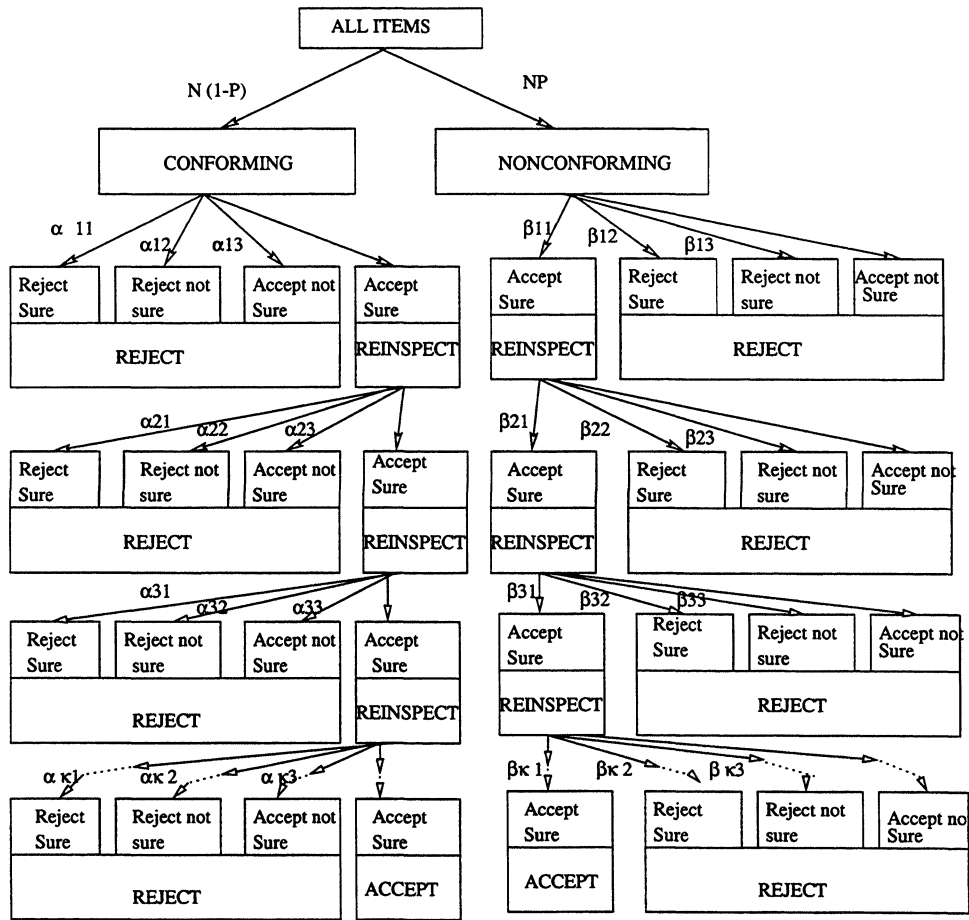 ALL ITEMS
N (1-P)
NP
CONFORMING
NONCONFORMING
α 11
α12
α13
β11
β12
β13
Reject
Sure
Reject not
sure
Accept not
Sure
Accept
Sure
Accept
Sure
Reject
Sure
Reject not
sure
Accept not
Sure
REJECT
REINSPECT
REINSPECT
REJECT
α21
α22
α23
β21
β22
β23
Reject
Sure
Reject not
sure
Accept not
Sure
Accept
Sure
Accept
Sure
Reject
Sure
Reject not
sure
Accept not
Sure
REJECT
REINSPECT
REINSPECT
REJECT
α31
α32
α33
β31
β32
β33
Reject
Sure
Reject not
sure
Accept not
Sure
Accept
Sure
Accept
Sure
Reject
Sure
Reject not
sure
Accept not
Sure
REJECT
REINSPECT
REINSPECT
REJECT
α κ1
ακ 2
α κ3
βκ 1
βκ 2
β κ3
Reject
Sure
Reject not
sure
Accept not
Sure
Accept
Sure
Accept
Sure
Reject
Sure
Reject not
sure
Accept no
Sure
REJECT
ACCEPT
ACCEPT
REJECT